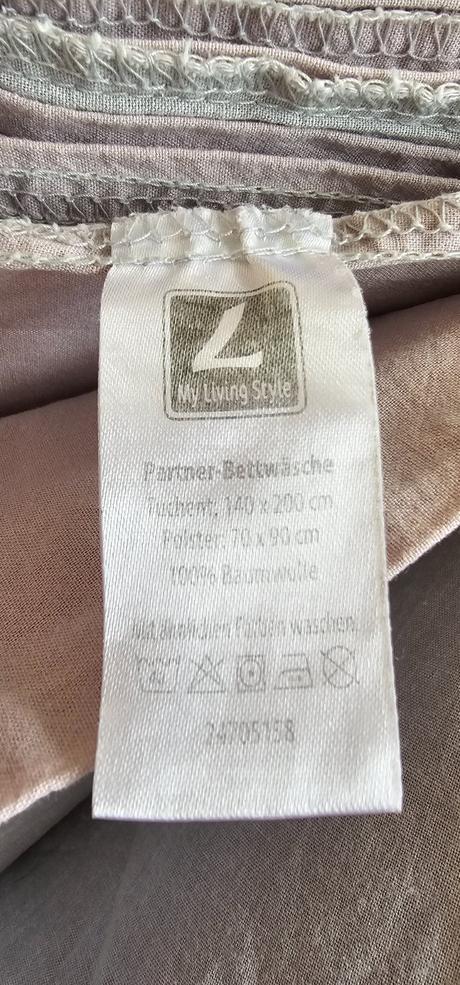 L
My Living Style
Partner-Bettwäsche
Tuchent: 140 x 200 cm
Polster: 70 x 90 cm
100% Baumwolle
Mit ähnlichen Farben waschen.
24705158